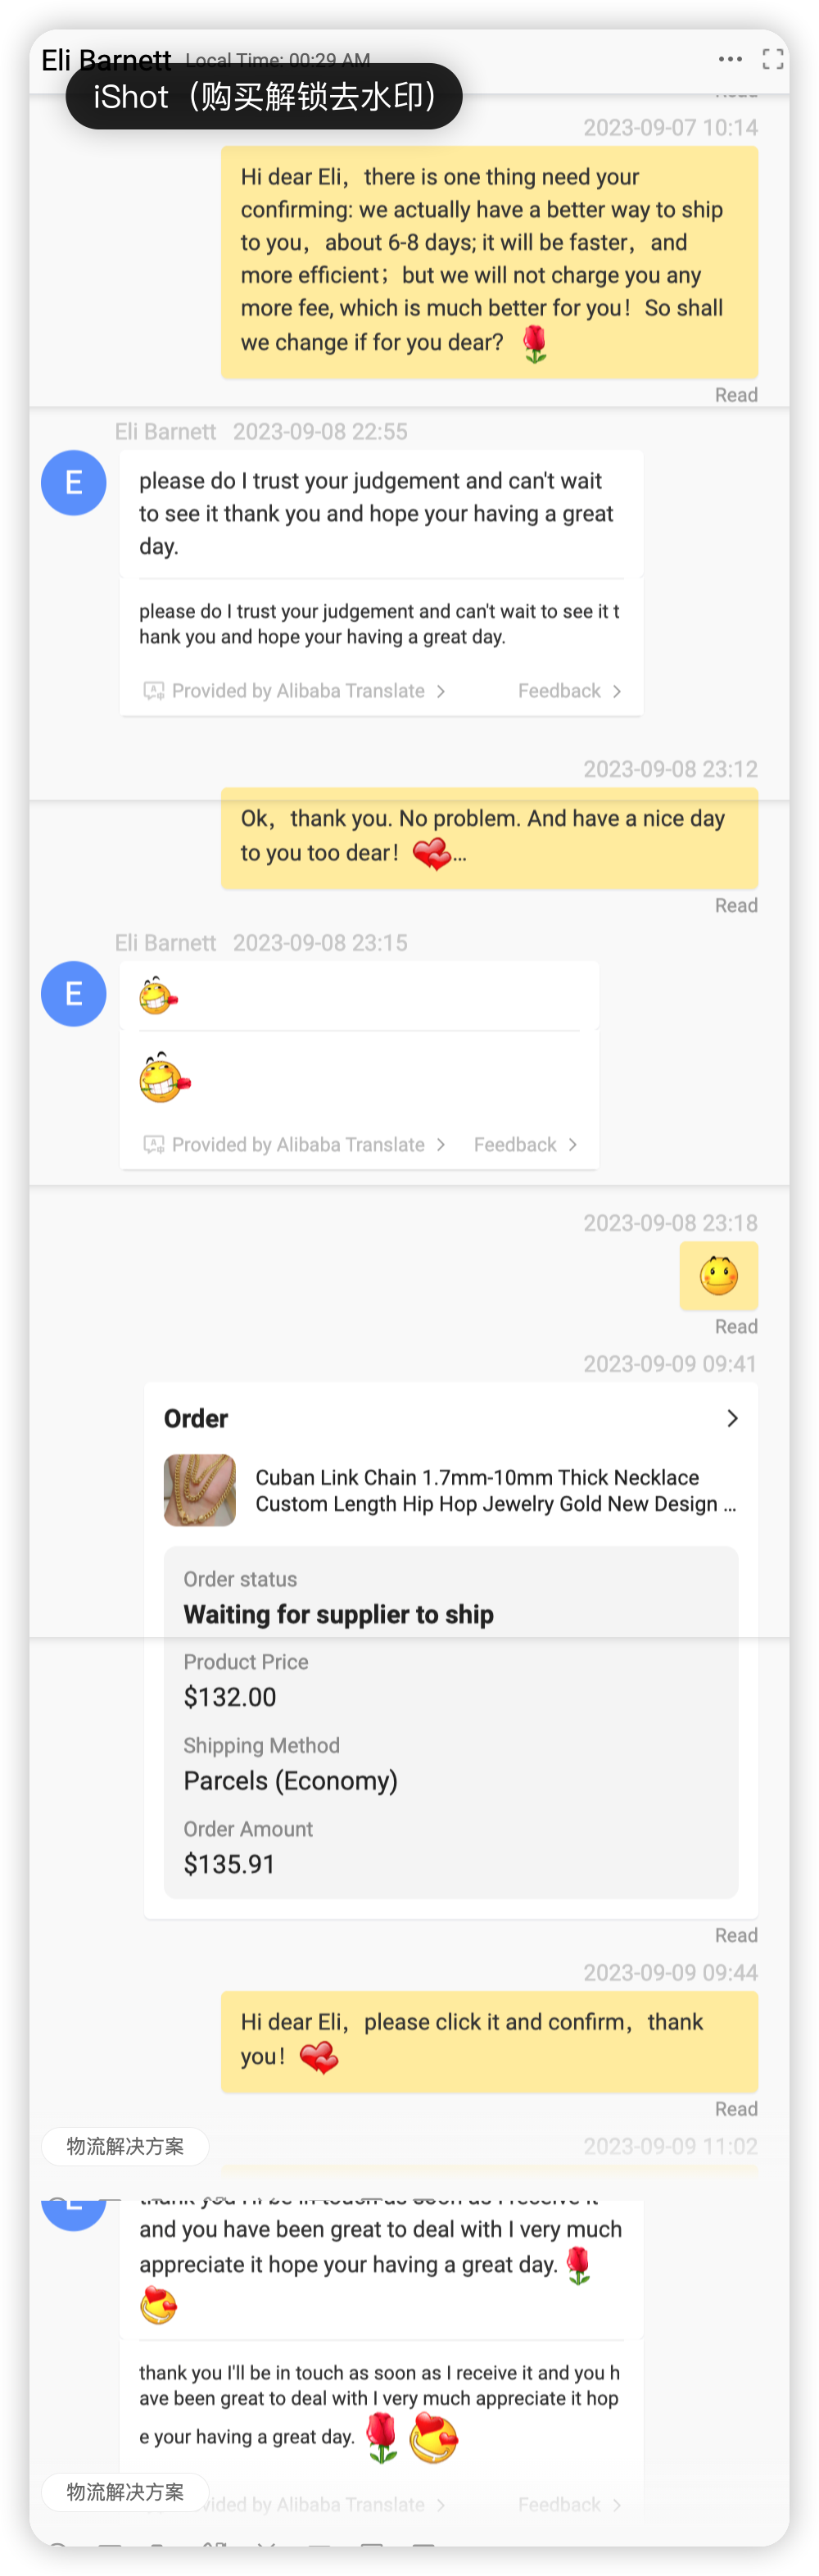 Eli Barnett Local Time: 00:29 AM
iShot（购买解锁去水印）
2023-09-07 10:14
Hi dear Eli，there is one thing need your
confirming: we actually have a better way to ship
to you，about 6-8 days; it will be faster，and
more efficient；but we will not charge you any
more fee, which is much better for you！So shall
we change if for you dear?
Read
Eli Barnett 2023-09-08 22:55
E
please do I trust your judgement and can't wait
to see it thank you and hope your having a great
day.
please do I trust your judgement and can't wait to see it t
hank you and hope your having a great day.
Provided by Alibaba Translate > Feedback >
2023-09-08 23:12
Ok，thank you. No problem. And have a nice day
to you too dear！...
Read
Eli Barnett 2023-09-08 23:15
E
Provided by Alibaba Translate > Feedback >
2023-09-08 23:18
Read
2023-09-09 09:41
Order
Cuban Link Chain 1.7mm-10mm Thick Necklace
Custom Length Hip Hop Jewelry Gold New Design ...
Order status
Waiting for supplier to ship
Product Price
$132.00
Shipping Method
Parcels (Economy)
Order Amount
$135.91
Read
2023-09-09 09:44
Hi dear Eli，please click it and confirm，thank
you！
Read
物流解决方案
2023-09-09 11:02
thank you I'll be in touch as soon as I receive it
and you have been great to deal with I very much
appreciate it hope your having a great day.
thank you I'll be in touch as soon as I receive it and you h
ave been great to deal with I very much appreciate it hop
e your having a great day.
物流解决方案
vided by Alibaba Translate > Feedback >